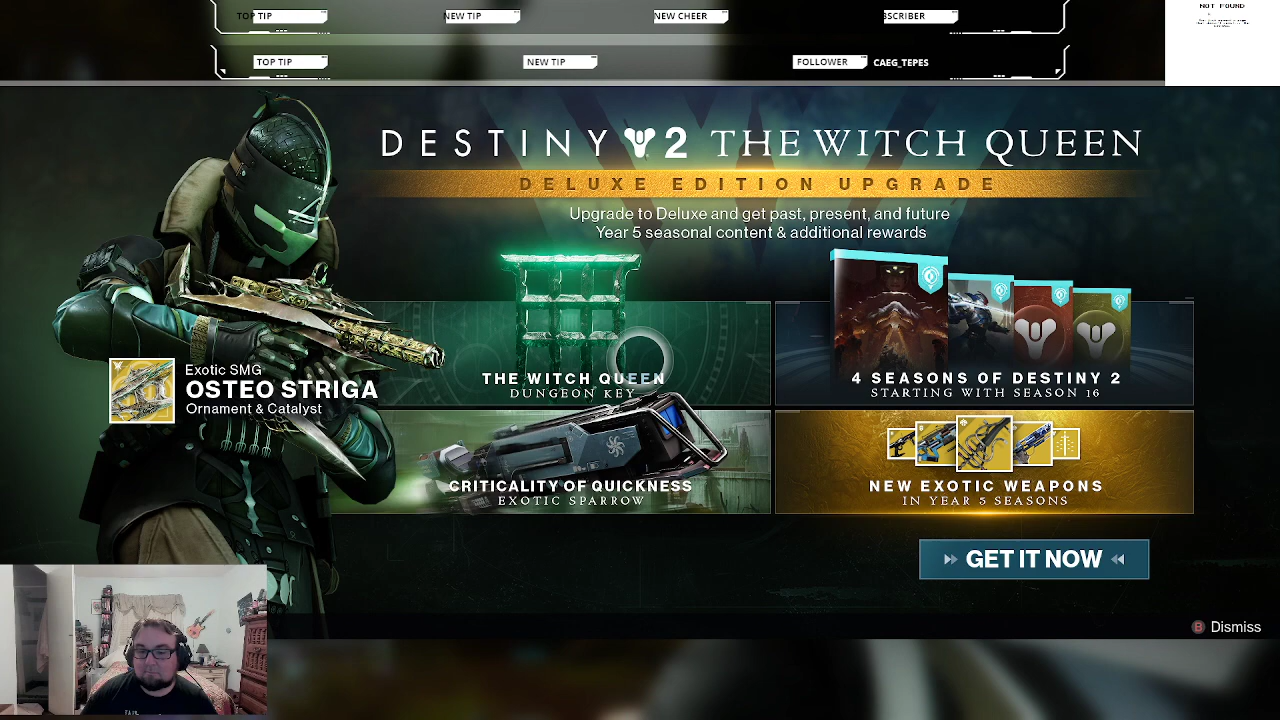 TOP TIP
NEW TIP
NEW CHEER
BSCRIBER
NOT FOUND
TOP TIP
NEW TIP
FOLLOWER CAEG_TEPES
DESTINY 2 THE WITCH QUEEN
DELUXE EDITION UPGRADE
Upgrade to Deluxe and get past, present, and future
Year 5 seasonal content & additional rewards
Exotic SMG
OSTEO STRIGA
Ornament & Catalyst
THE WITCH QUEEN
DUNGEON KEY
4 SEASONS OF DESTINY 2
STARTING WITH SEASON 16
CRITICALITY OF QUICKNESS
EXOTIC SPARROW
NEW EXOTIC WEAPONS
IN YEAR 5 SEASONS
GET IT NOW
B Dismiss